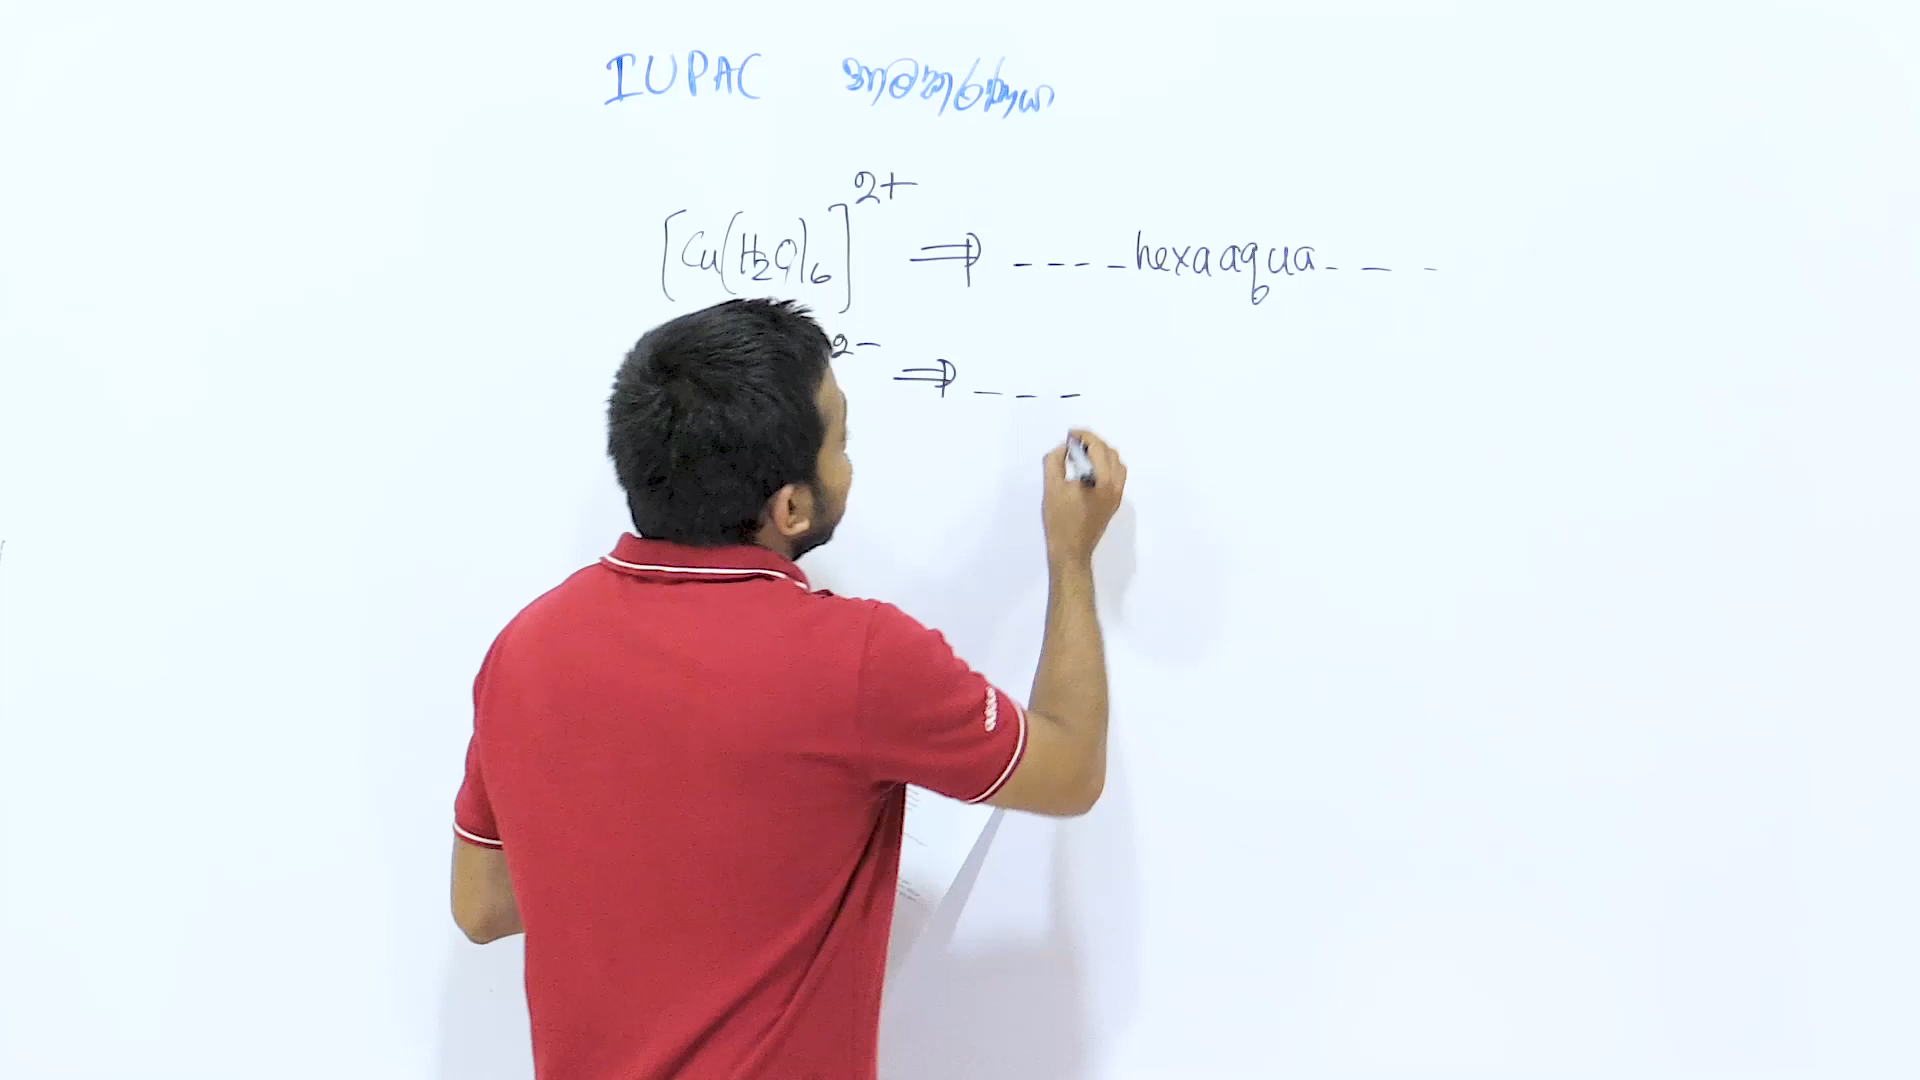 IUPAC
[Cu(H₂O)₆]²⁺ ⇒ ----hexaaqua----
2- ⇒ ---